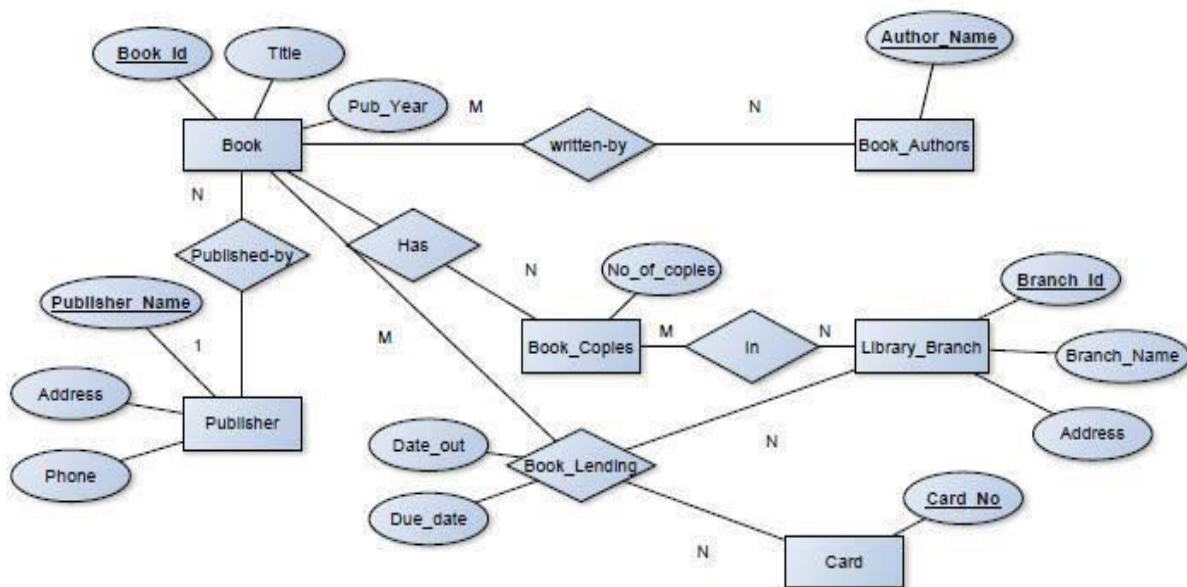 Author_Name
Book_Id
Title
Pub_Year
M
N
Book
written-by
Book_Authors
N
Has
Published-by
N
No_of_copies
Branch_Id
Publisher_Name
M
M
N
1
Book_Copies
In
Library_Branch
Branch_Name
Address
Publisher
Date_out
N
Address
Book_Lending
Phone
Due_date
Card_No
N
Card